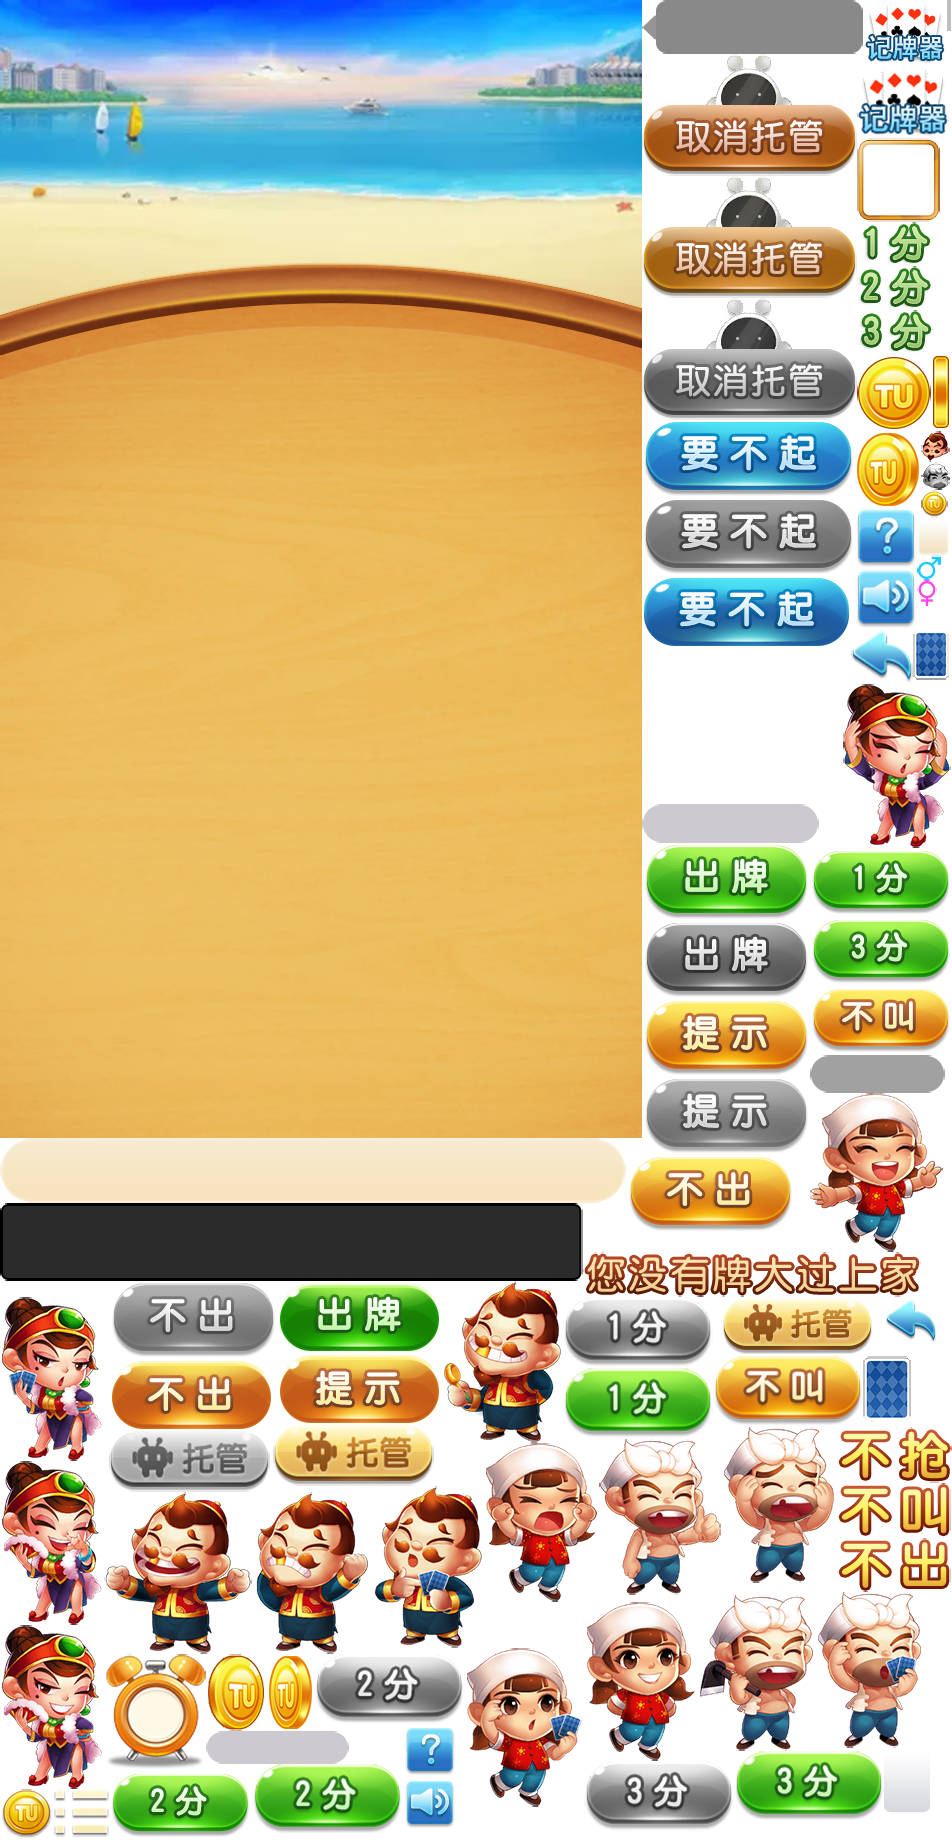 记牌器
记牌器
取消托管
取消托管
取消托管
1 分
2 分
3 分
TU
TU
TU
要 不 起
要 不 起
要 不 起
?
出 牌
1 分
出 牌
3 分
提 示
不 叫
提 示
不 出
您没有牌大过上家
不 出
出 牌
1 分
托管
不 出
提 示
1 分
不 叫
托管
托管
不 抢
不 叫
不 出
TU
TU
2 分
?
TU
2 分
2 分
3 分
3 分